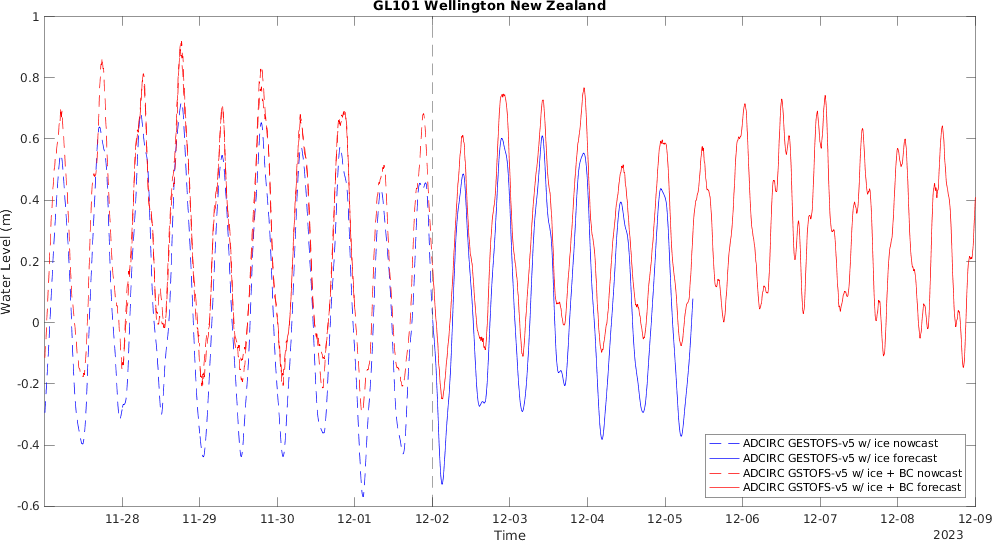 GL101 Wellington New Zealand
1
0.8
0.6
0.4
0.2
0
-0.2
-0.4
-0.6
Water Level (m)
ADCIRC GESTOFS-v5 w/ ice nowcast
ADCIRC GESTOFS-v5 w/ ice forecast
ADCIRC GSTOFS-v5 w/ ice + BC nowcast
ADCIRC GSTOFS-v5 w/ ice + BC forecast
11-28 11-29 11-30 12-01 12-02 12-03 12-04 12-05 12-06 12-07 12-08 12-09
Time
2023